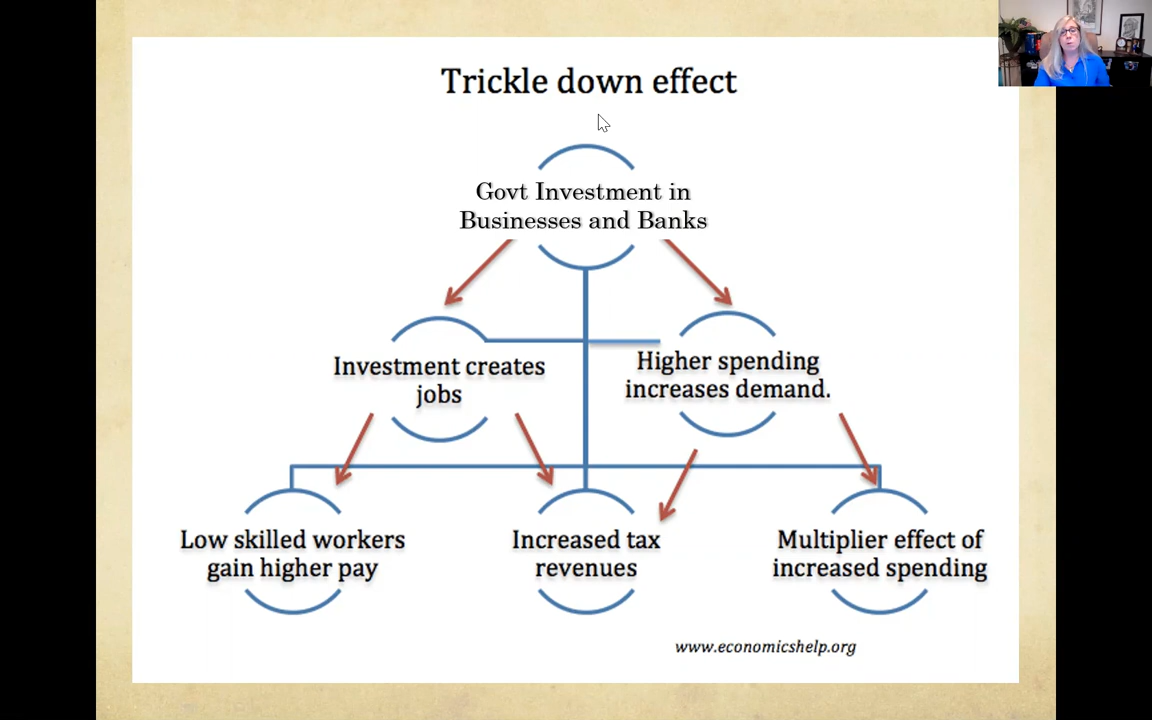 Trickle down effect
Govt Investment in
Businesses and Banks
Investment creates
jobs
Higher spending
increases demand.
Low skilled workers
gain higher pay
Increased tax
revenues
Multiplier effect of
increased spending
www.economicshelp.org